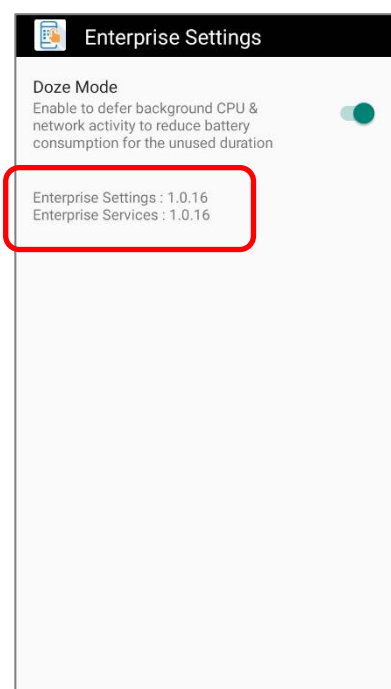 Enterprise Settings
Doze Mode
Enable to defer background CPU &
network activity to reduce battery
consumption for the unused duration
Enterprise Settings : 1.0.16
Enterprise Services : 1.0.16